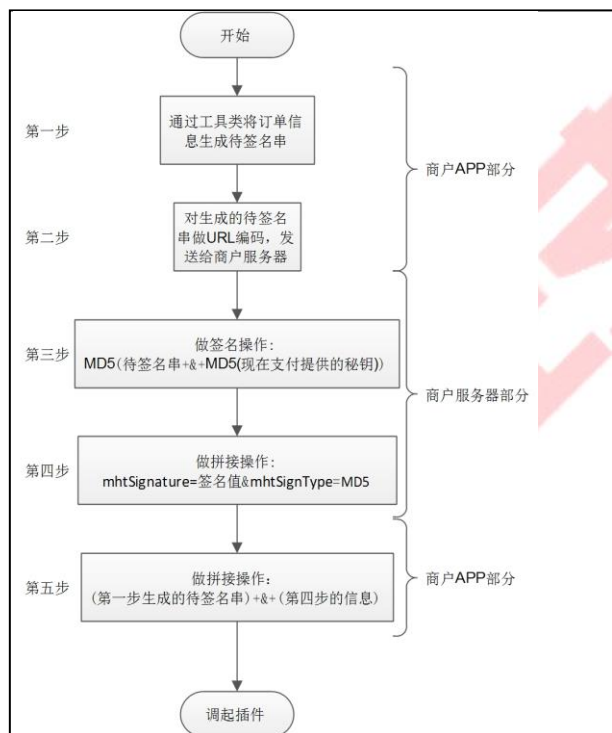 开始
第一步
通过工具类将订单信
息生成待签名串
商户APP部分
第二步
对生成的待签名
串做URL编码，发
送给商户服务器
第三步
做签名操作：
MD5(待签名串+&+MD5(现在支付提供的秘钥))
商户服务器部分
第四步
做拼接操作：
mhtSignature=签名值&mhtSignType=MD5
第五步
做拼接操作：
(第一步生成的待签名串)+&+(第四步的信息)
商户APP部分
调起插件